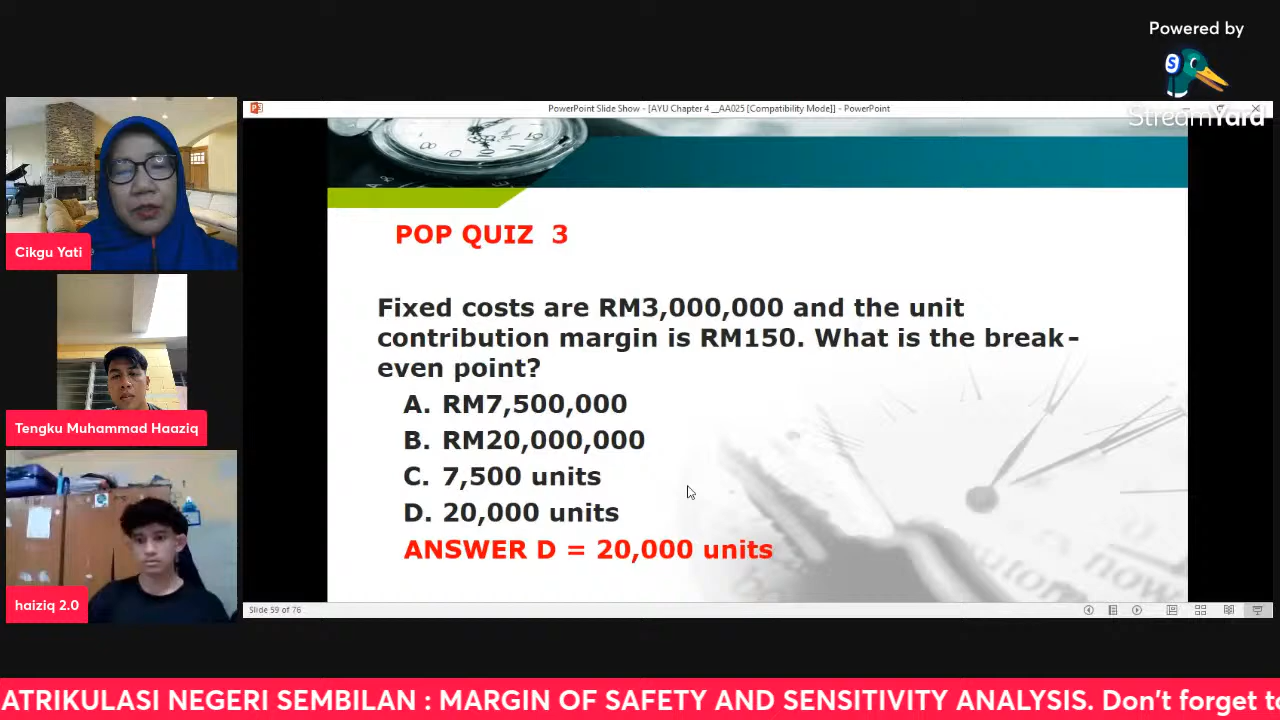 Powered by
S
StreamYard
PowerPoint Slide Show - [AYU Chapter 4__AA025 [Compatibility Mode]] - PowerPoint
Cikgu Yati
Tengku Muhammad Haaziq
haiziq 2.0
POP QUIZ 3
Fixed costs are RM3,000,000 and the unit
contribution margin is RM150. What is the break-
even point?
A. RM7,500,000
B. RM20,000,000
C. 7,500 units
D. 20,000 units
ANSWER D = 20,000 units
now
Slide 59 of 76
ATRIKULASI NEGERI SEMBILAN : MARGIN OF SAFETY AND SENSITIVITY ANALYSIS. Don't forget to